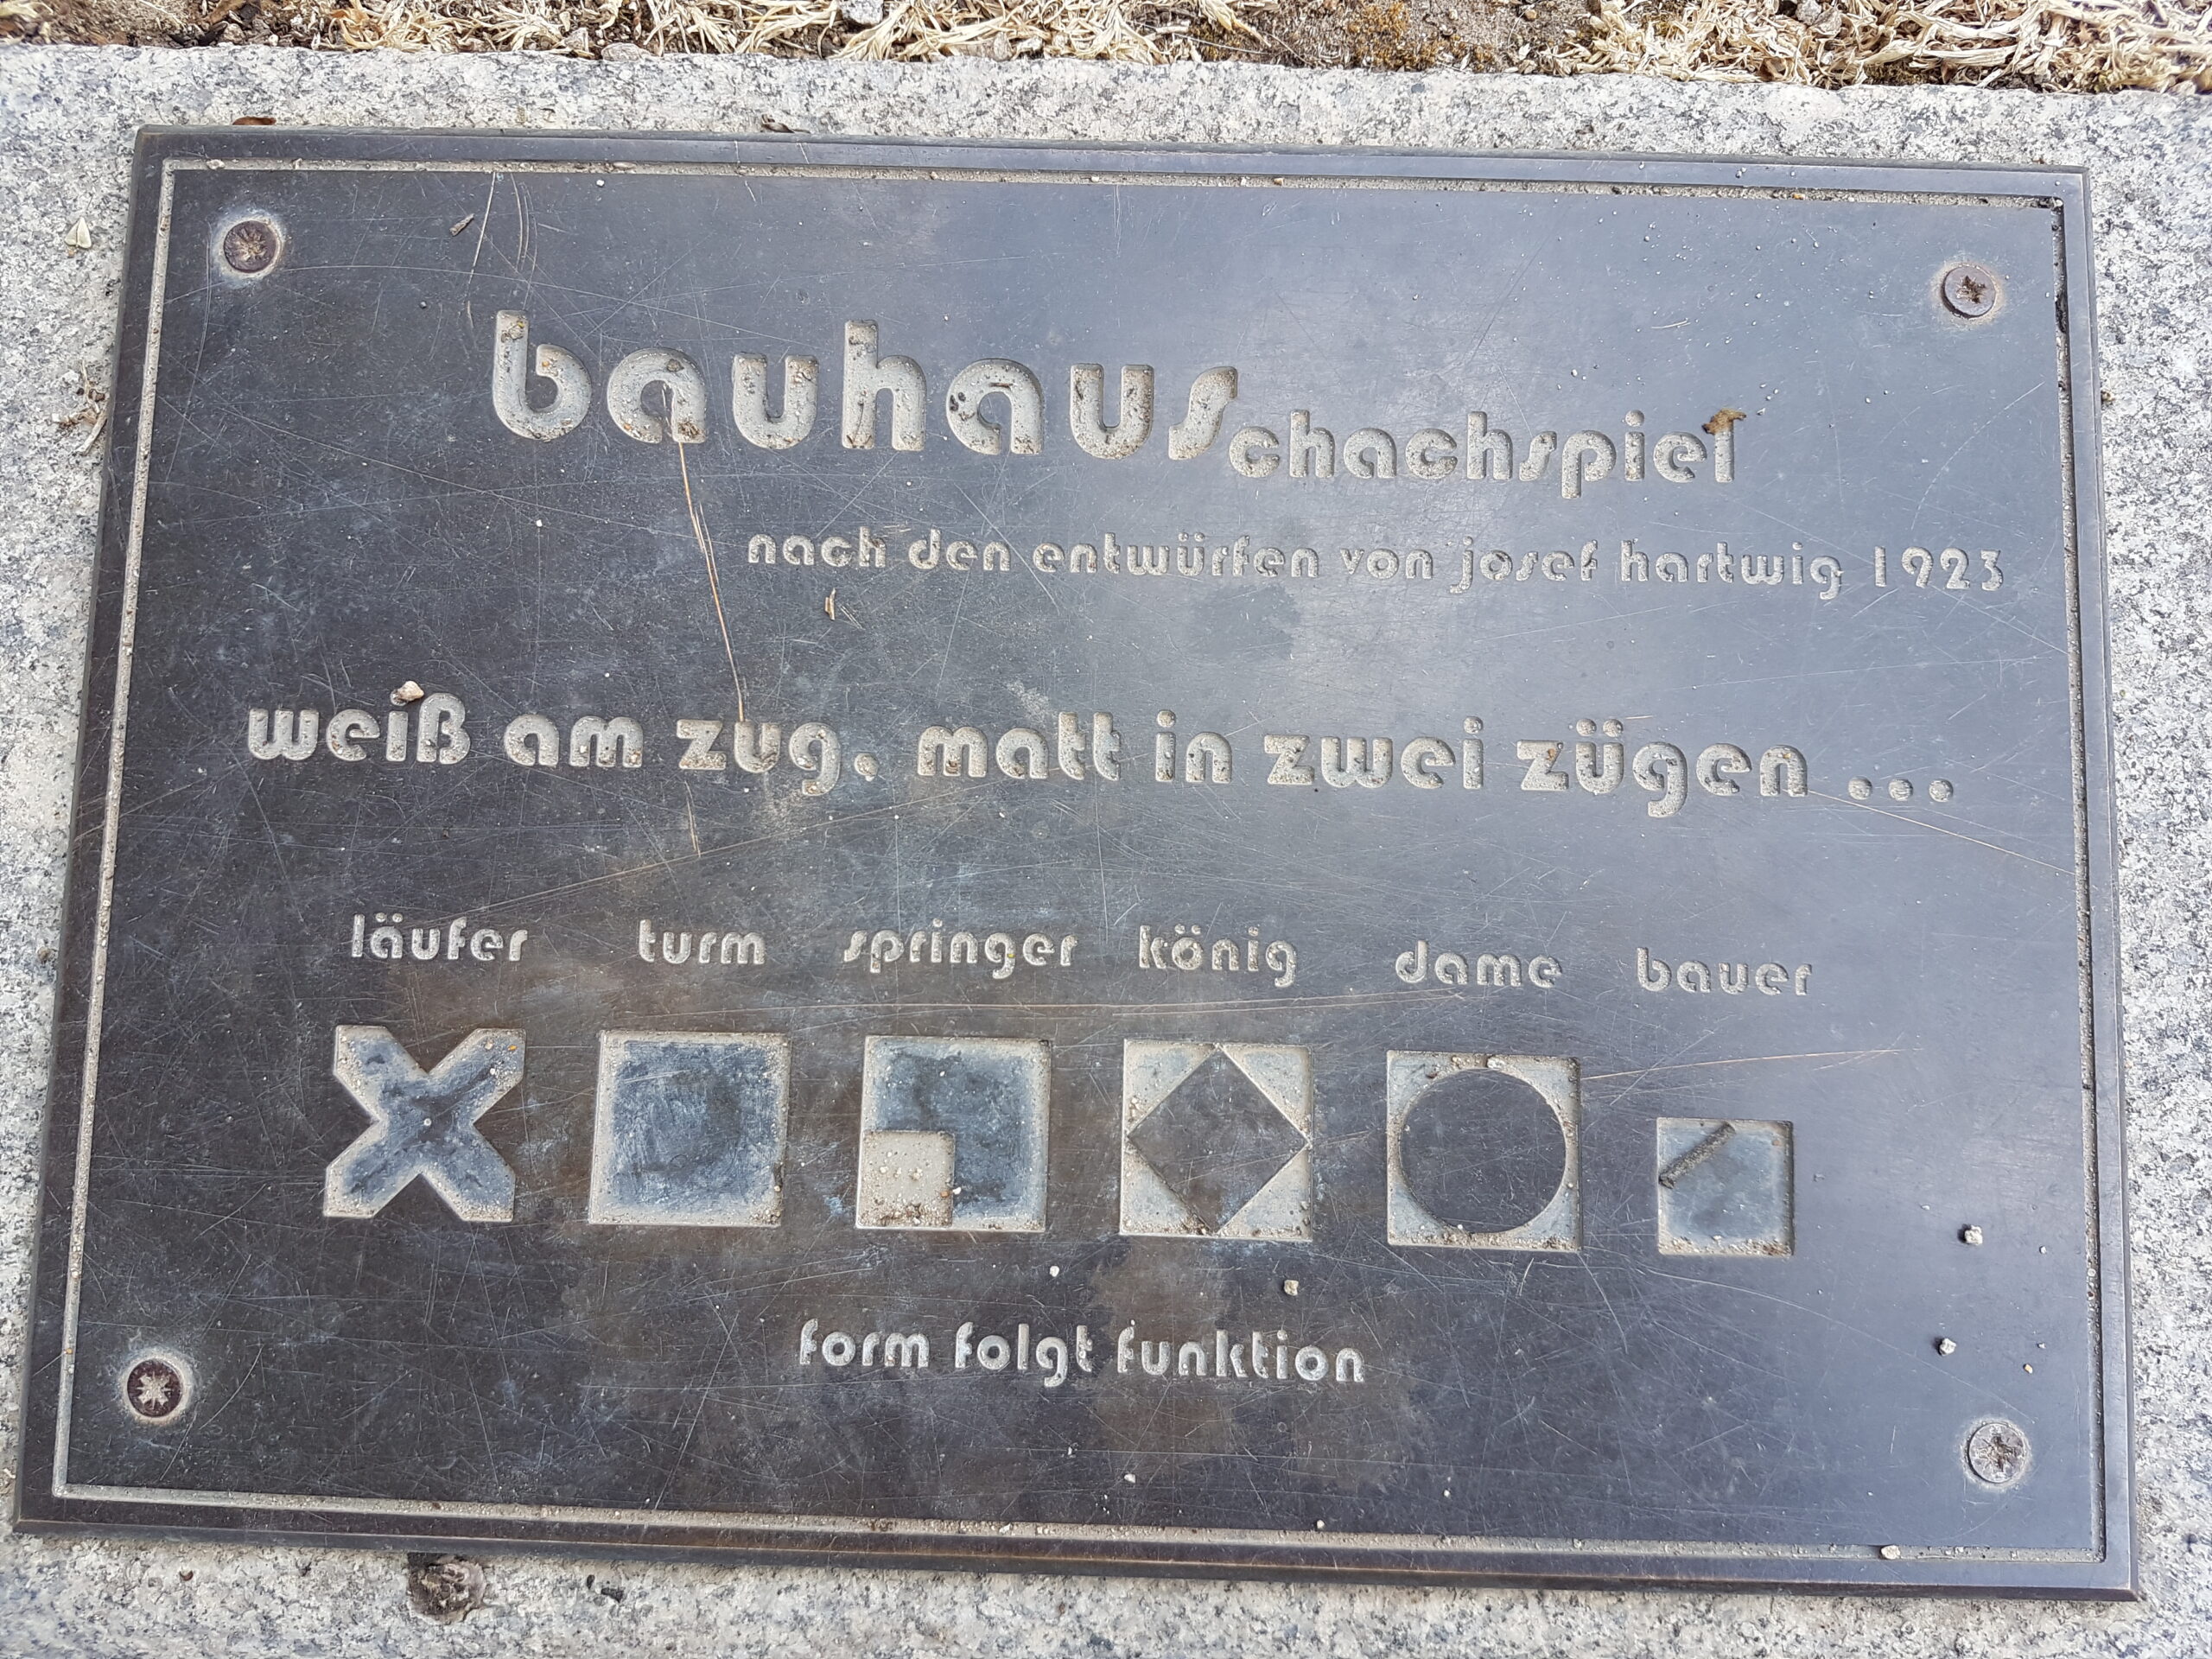 bauhauschachspiel
nach den entwürfen von josef hartwig 1923
weiß am zug. matt in zwei zügen ...
läufer turm springer könig dame bauer
form folgt funktion